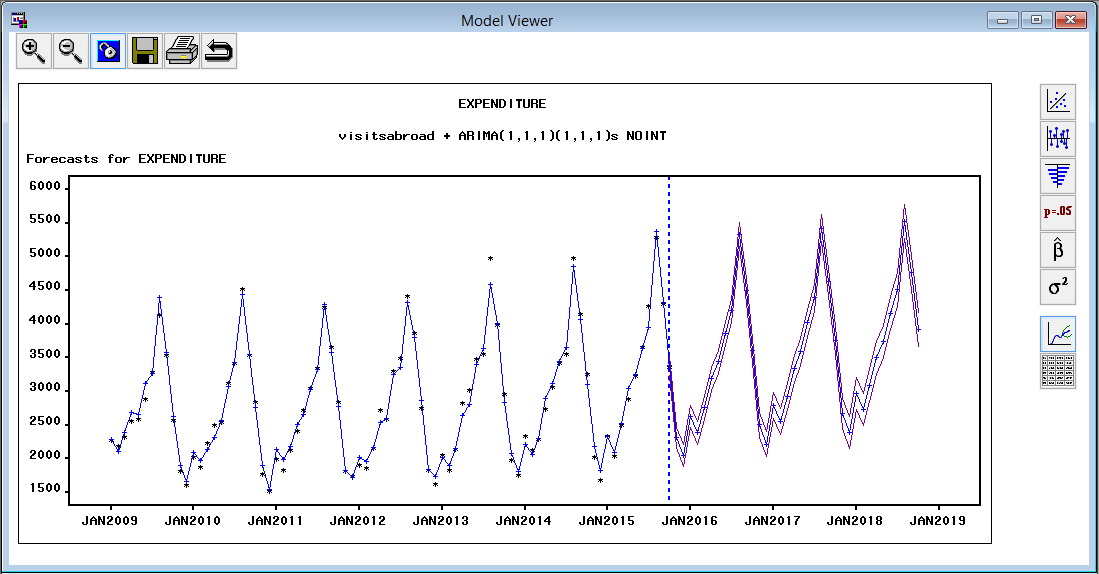 Model Viewer
EXPENDITURE
visitsabroad + ARIMA(1,1,1)(1,1,1)s NOINT
Forecasts for EXPENDITURE
6000
5500
5000
4500
4000
3500
3000
2500
2000
1500
JAN2009 JAN2010 JAN2011 JAN2012 JAN2013 JAN2014 JAN2015 JAN2016 JAN2017 JAN2018 JAN2019
p=.05
β̂
σ²